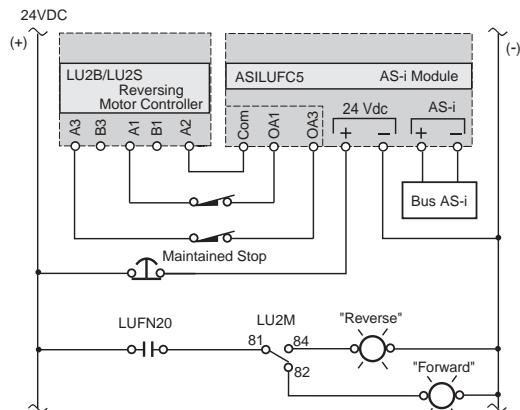 24VDC
(+)
(-)
LU2B/LU2S
Reversing
Motor Controller
A3
B3
A1
B1
A2
ASILUFC5
AS-i Module
Com
OA1
OA3
24 Vdc
AS-i
+
−
+
−
Bus AS-i
Maintained Stop
LUFN20
LU2M
81
84
82
"Reverse"
"Forward"